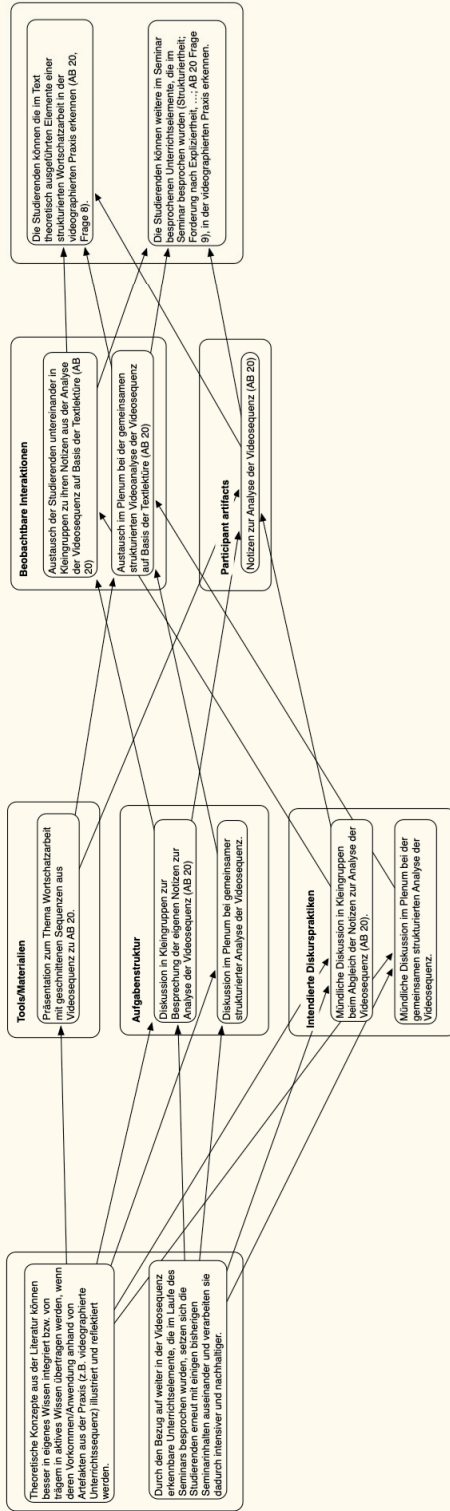 Theoretische Konzepte aus der Literatur können
besser in eigenes Wissen integriert bzw. von
trägem in aktives Wissen übertragen werden, wenn
deren Vorkommen/Anwendung anhand von
Artefakten aus der Praxis (z.B. videographierte
Unterrichtssequenz) illustriert und reflektiert
werden.
Durch den Bezug auf weiter in der Videosequenz
erkennbare Unterrichtselemente, die im Laufe des
Seminars besprochen wurden, setzen sich die
Studierenden erneut mit einigen bisherigen
Seminarinhalten auseinander und verarbeiten sie
dadurch intensiver und nachhaltiger.
Tools/Materialien
Präsentation zum Thema Wortschatzarbeit
mit geschnittenen Sequenzen aus
Videosequenz zu AB 20.
Aufgabenstruktur
Diskussion in Kleingruppen zur
Besprechung der eigenen Notizen zur
Analyse der Videosequenz (AB 20)
Diskussion im Plenum bei gemeinsamer
strukturierter Analyse der Videosequenz.
Intendierte Diskurspraktiken
Mündliche Diskussion in Kleingruppen
beim Abgleich der Notizen zur Analyse der
Videosequenz (AB 20).
Mündliche Diskussion im Plenum bei der
gemeinsamen strukturierten Analyse der
Videosequenz.
Beobachtbare Interaktionen
Austausch der Studierenden untereinander in
Kleingruppen zu ihren Notizen aus der Analyse
der Videosequenz auf Basis der Textlektüre (AB
20)
Austausch im Plenum bei der gemeinsamen
strukturierten Videoanalyse der Videosequenz
auf Basis der Textlektüre (AB 20)
Participant artifacts
(Notizen zur Analyse der Videosequenz (AB 20)
Die Studierenden können die im Text
theoretisch ausgeführten Elemente einer
strukturierten Wortschatzarbeit in der
videographierten Praxis erkennen (AB 20,
Frage 8).
Die Studierenden können weitere im Seminar
besprochenen Unterrichtselemente, die im
Seminar besprochen wurden (Strukturiertheit;
Forderung nach Expliziertheit, …; AB 20 Frage
9), in der videographierten Praxis erkennen.